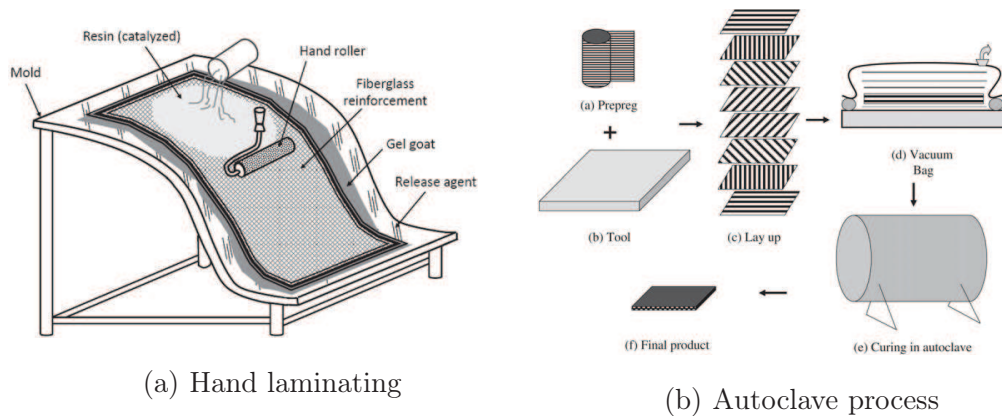 Resin (catalyzed)
Hand roller
Mold
Fiberglass
reinforcement
Gel goat
Release agent
(a) Hand laminating
(a) Prepreg
+
(b) Tool
(c) Lay up
(d) Vacuum
Bag
(e) Curing in autoclave
(f) Final product
(b) Autoclave process